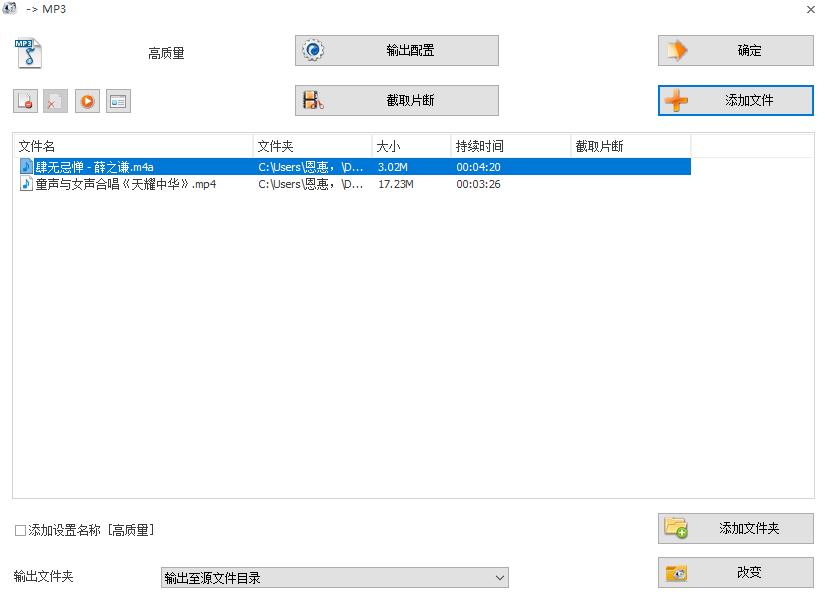 -> MP3
MP3
高质量
输出配置
确定
截取片断
添加文件
文件名 文件夹 大小 持续时间 截取片断
肆无忌惮 - 薛之谦.m4a C:\Users\恩惠，\D... 3.02M 00:04:20
童声与女声合唱《天耀中华》.mp4 C:\Users\恩惠，\D... 17.23M 00:03:26
添加设置名称 [高质量]
添加文件夹
输出文件夹
输出至源文件目录
改变